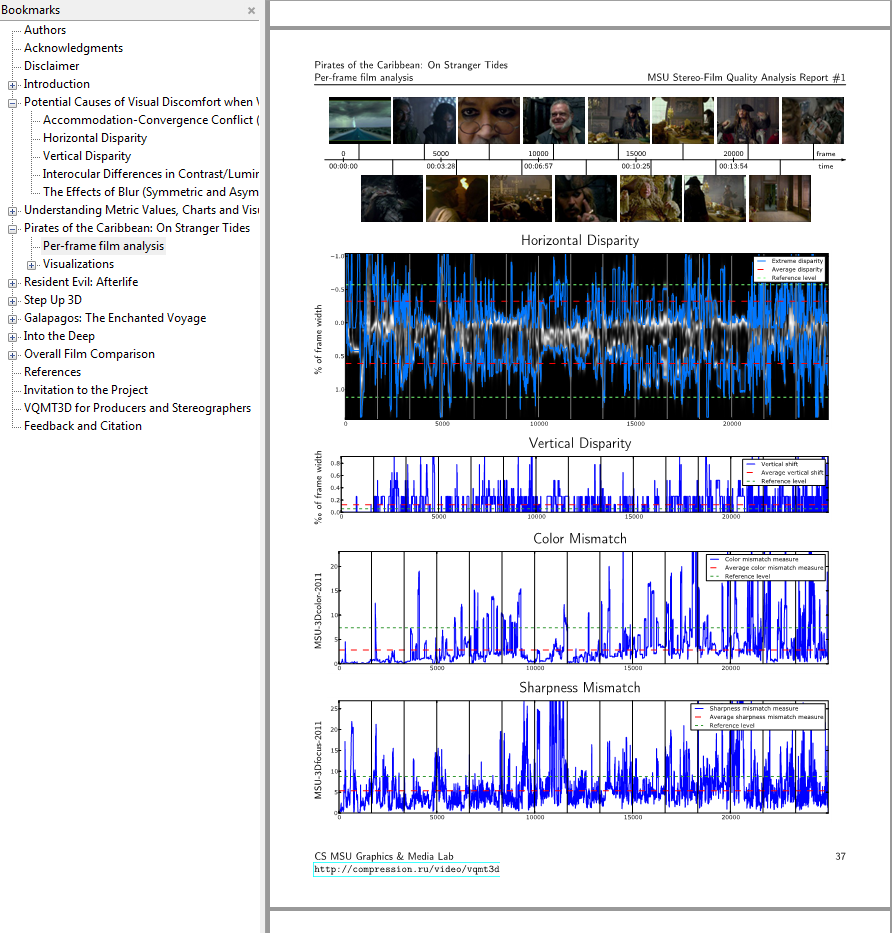 Bookmarks
Authors
Acknowledgments
Disclaimer
Introduction
Potential Causes of Visual Discomfort when V
Accommodation-Convergence Conflict (
Horizontal Disparity
Vertical Disparity
Interocular Differences in Contrast/Lumir
The Effects of Blur (Symmetric and Asym
Understanding Metric Values, Charts and Visu
Pirates of the Caribbean: On Stranger Tides
Per-frame film analysis
Visualizations
Resident Evil: Afterlife
Step Up 3D
Galapagos: The Enchanted Voyage
Into the Deep
Overall Film Comparison
References
Invitation to the Project
VQMT3D for Producers and Stereographers
Feedback and Citation
Pirates of the Caribbean: On Stranger Tides
Per-frame film analysis MSU Stereo-Film Quality Analysis Report #1
0 5000 10000 15000 20000 frame
00:00:00 00:03:28 00:06:57 00:10:25 00:13:54 time
Horizontal Disparity
% of frame width
−1.0
−0.5
0.0
0.5
1.0
Extreme disparity
Average disparity
Reference level
0 5000 10000 15000 20000
Vertical Disparity
% of frame width
0.8
0.6
0.4
0.2
0.0
Vertical shift
Average vertical shift
Reference level
0 5000 10000 15000 20000
Color Mismatch
MSU-3Dcolor-2011
20
15
10
5
0
Color mismatch measure
Average color mismatch measure
Reference level
0 5000 10000 15000 20000
Sharpness Mismatch
MSU-3Dfocus-2011
25
20
15
10
5
0
Sharpness mismatch measure
Average sharpness mismatch measure
Reference level
0 5000 10000 15000 20000
CS MSU Graphics & Media Lab 37
http://compression.ru/video/vqmt3d